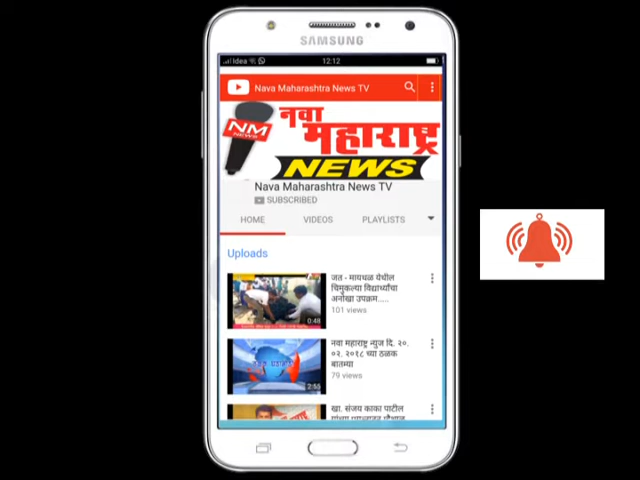 SAMSUNG
Idea
12:12
Nava Maharashtra News TV
नवा
महाराष्ट्र
NM
NEWS
NEWS
Nava Maharashtra News TV
SUBSCRIBED
HOME VIDEOS PLAYLISTS
Uploads
जत - मायथळ येथील
चिमुकल्या विद्यार्थ्यांचा
अनोखा उपक्रम.....
101 views
0:48
नवा महाराष्ट्र न्युज दि. २०.
०२. २०१८ च्या ठळक
बातम्या
79 views
2:55
खा. संजय काका पाटील